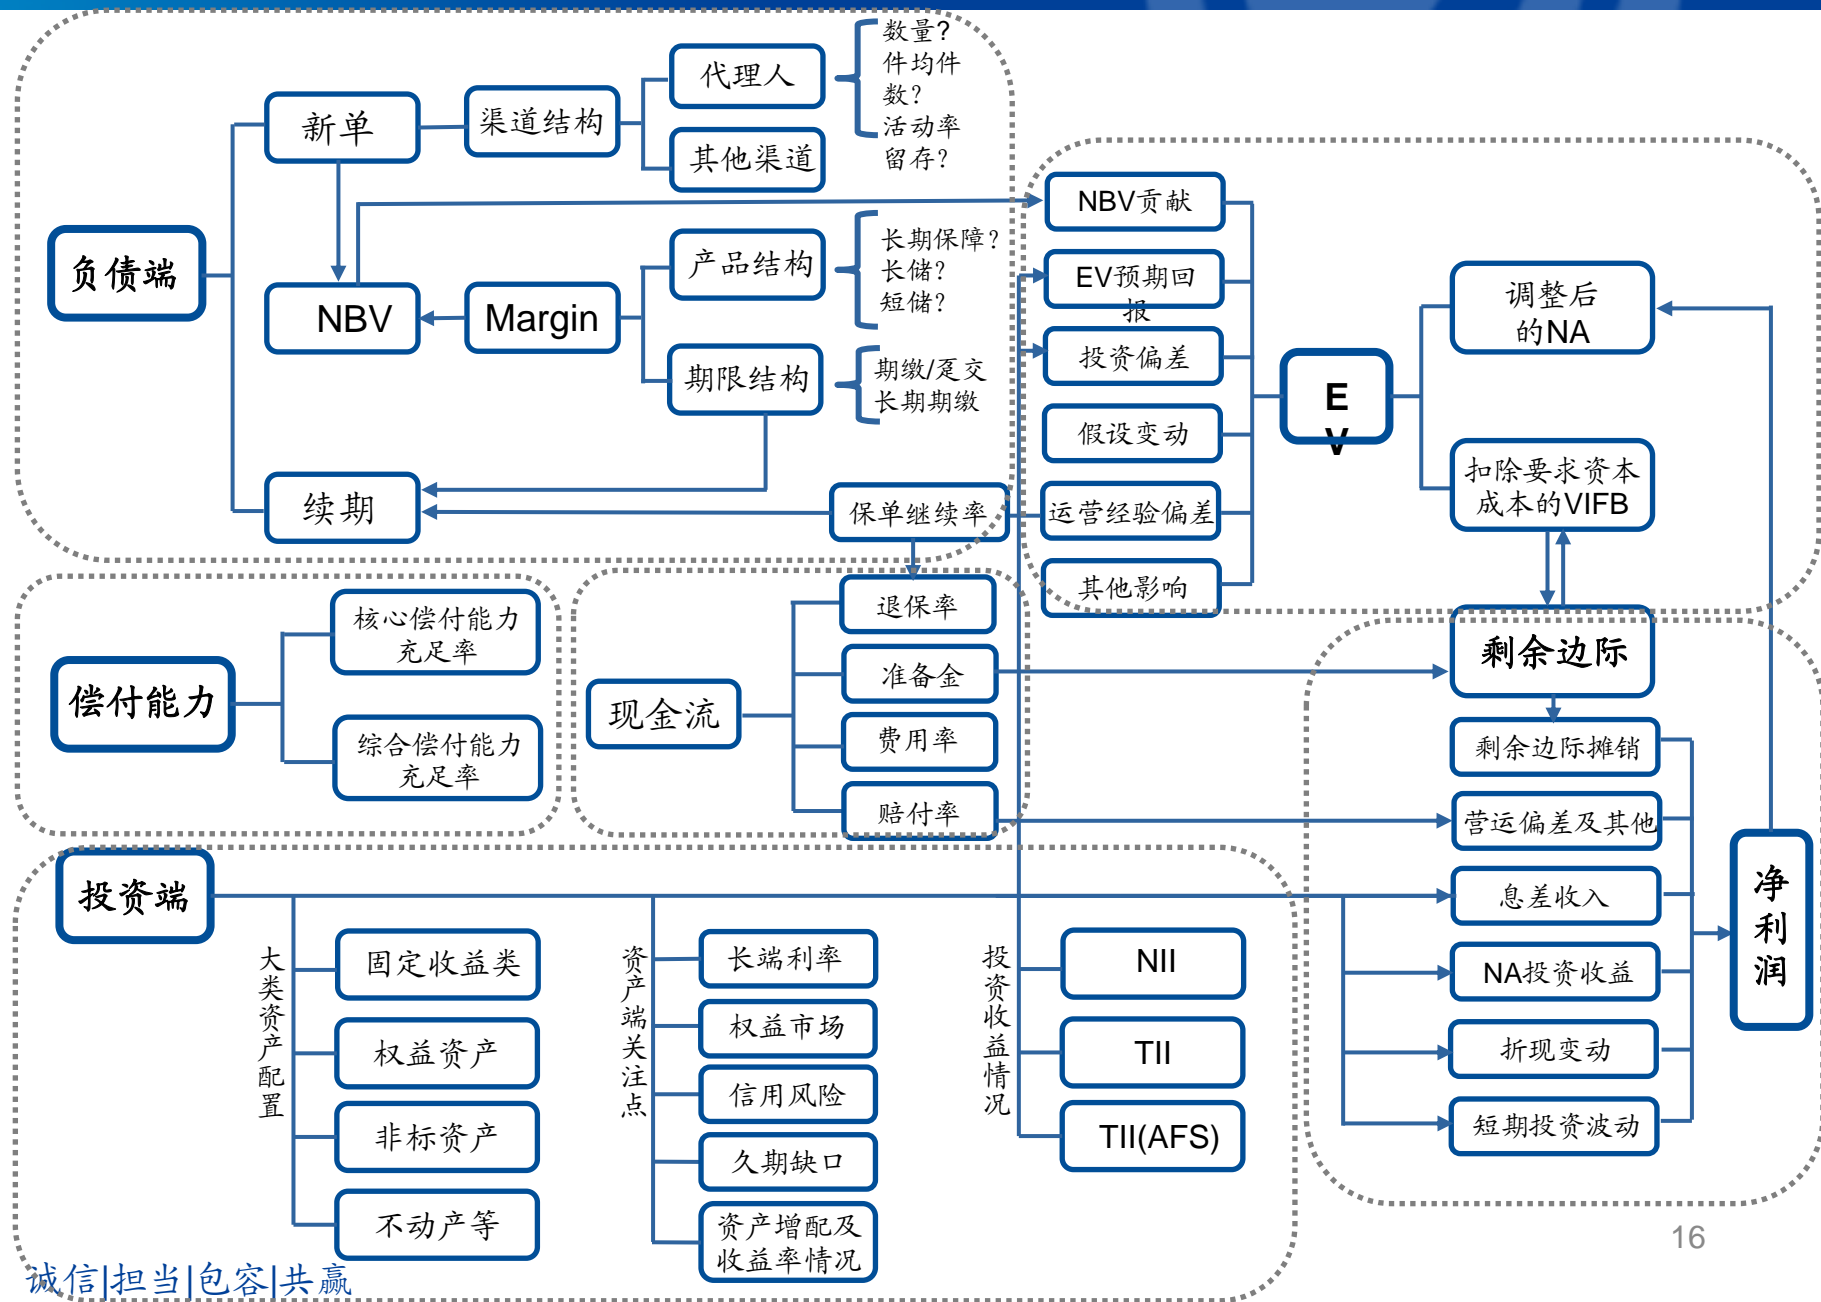 数量?
件均件
数?
活动率
留存?
代理人
新单
渠道结构
其他渠道
NBV贡献
负债端
产品结构
长期保障?
长储?
短储?
EV预期回
报
调整后
的NA
NBV
Margin
投资偏差
期限结构
期缴/趸交
长期期缴
E
V
假设变动
扣除要求资本
成本的VIFB
续期
保单继续率
运营经验偏差
其他影响
核心偿付能力
充足率
退保率
剩余边际
偿付能力
准备金
现金流
综合偿付能力
充足率
费用率
剩余边际摊销
赔付率
营运偏差及其他
投资端
息差收入
净
利
润
大类资产配置
固定收益类
权益资产
非标资产
不动产等
资产端关注点
长端利率
权益市场
信用风险
久期缺口
资产增配及
收益率情况
投资收益情况
NII
TII
TII(AFS)
NA投资收益
折现变动
短期投资波动
16
诚信|担当|包容|共赢